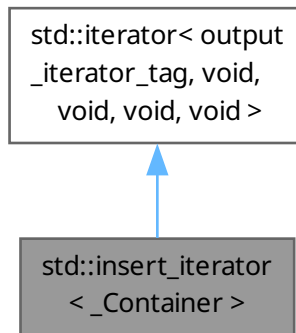 std::iterator< output
_iterator_tag, void,
void, void, void >
std::insert_iterator
< _Container >